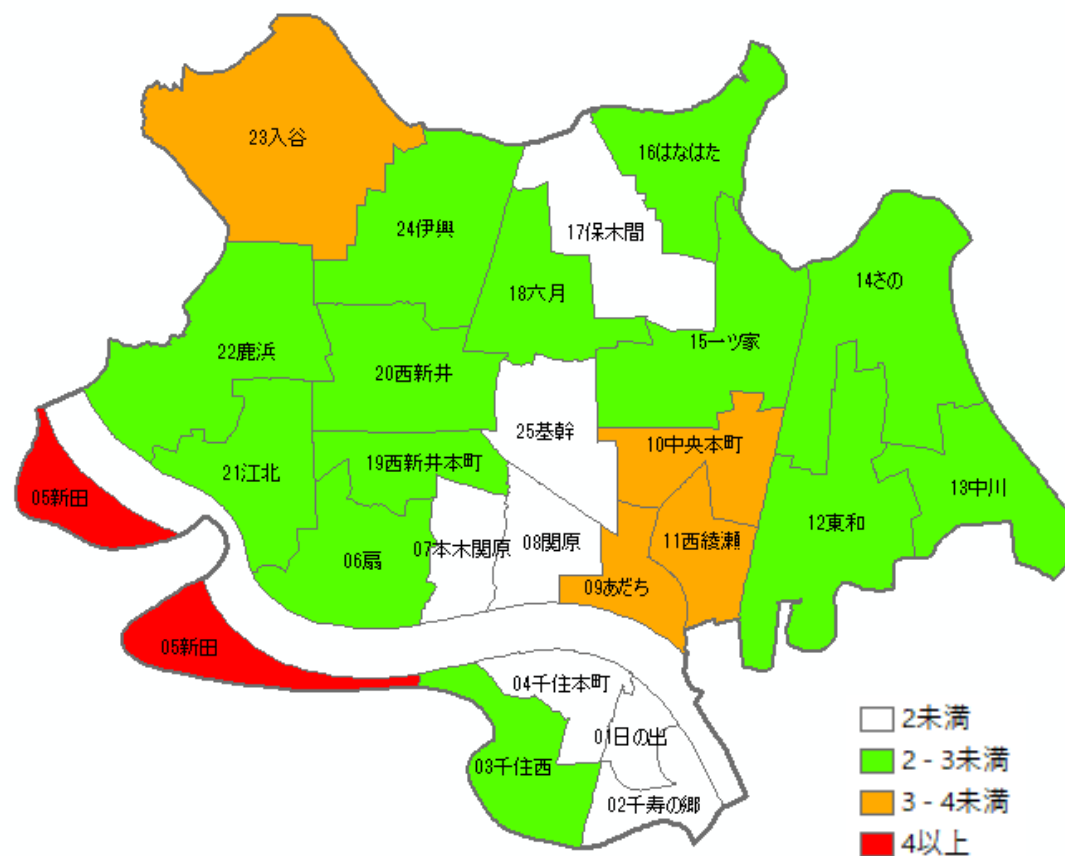 23入谷
16はなはた
24伊興
17保木間
14さの
18六月
15一ツ家
22鹿浜
20西新井
25基幹
10中央本町
19西新井本町
21江北
13中川
05新田
12東和
08関原
11西綾瀬
07本木関原
06扇
09あだち
05新田
04千住本町
01日の出
03千住西
02千寿の郷
2未満
2 - 3未満
3 - 4未満
4以上